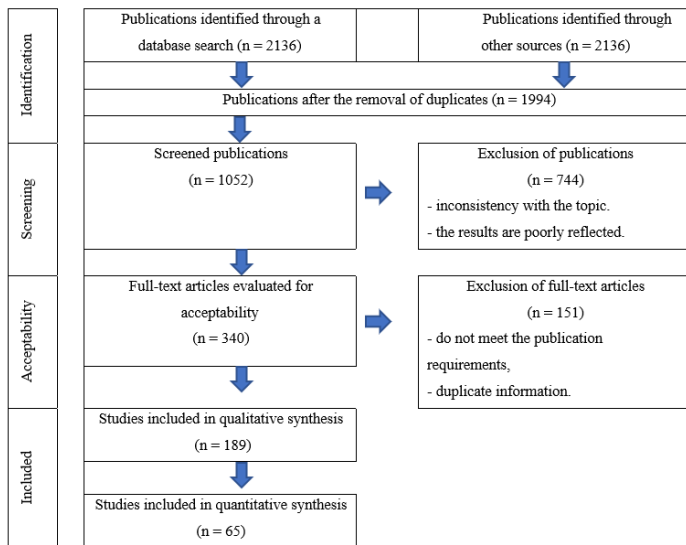 Identification
Publications identified through a
database search (n = 2136)
Publications identified through
other sources (n = 2136)
Publications after the removal of duplicates (n = 1994)
Screening
Screened publications
(n = 1052)
Exclusion of publications
(n = 744)
- inconsistency with the topic.
- the results are poorly reflected.
Acceptability
Full-text articles evaluated for
acceptability
(n = 340)
Exclusion of full-text articles
(n = 151)
- do not meet the publication
requirements,
- duplicate information.
Included
Studies included in qualitative synthesis
(n = 189)
Studies included in quantitative synthesis
(n = 65)